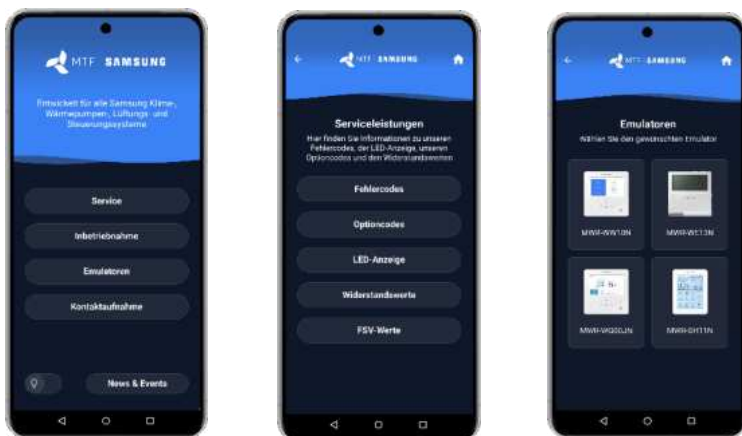 MTF SAMSUNG
Entwickelt für alle Samsung Klima-,
Wärmepumpen-, Lüftungs- und
Steuerungssysteme
Service
Inbetriebnahme
Emulatoren
Kontaktaufnahme
News & Events
MTF SAMSUNG
Serviceleistungen
Hier finden Sie Informationen zu unseren
Fehlercodes, der LED-Anzeige, unseren
Optioncodes und den Widerstandswerten
Fehlercodes
Optioncodes
LED-Anzeige
Widerstandswerte
FSV-Werte
MTF SAMSUNG
Emulatoren
Wählen Sie den gewünschten Emulator
MWR-WW10N
MWR-WE13N
MWR-WG00JN
MWR-SH11N